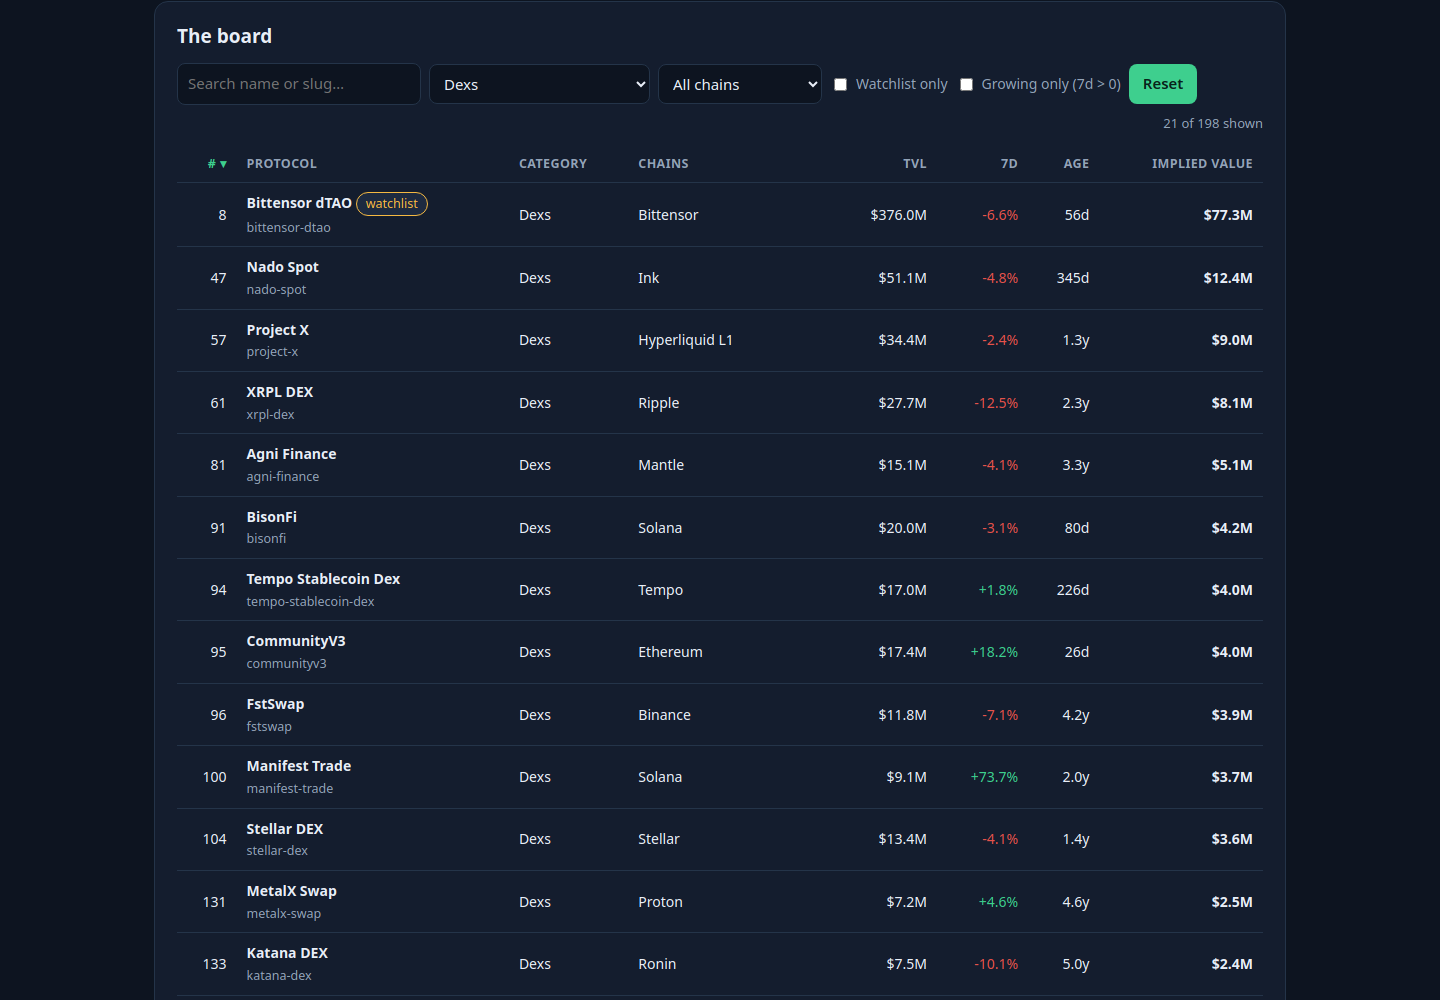 The board
Search name or slug...
Dexs
All chains
Watchlist only
Growing only (7d > 0)
Reset
21 of 198 shown
# ▼ PROTOCOL CATEGORY CHAINS TVL 7D AGE IMPLIED VALUE
8 Bittensor dTAO watchlist Dexs Bittensor $376.0M -6.6% 56d $77.3M
bittensor-dtao
47 Nado Spot Dexs Ink $51.1M -4.8% 345d $12.4M
nado-spot
57 Project X Dexs Hyperliquid L1 $34.4M -2.4% 1.3y $9.0M
project-x
61 XRPL DEX Dexs Ripple $27.7M -12.5% 2.3y $8.1M
xrpl-dex
81 Agni Finance Dexs Mantle $15.1M -4.1% 3.3y $5.1M
agni-finance
91 BisonFi Dexs Solana $20.0M -3.1% 80d $4.2M
bisonfi
94 Tempo Stablecoin Dex Dexs Tempo $17.0M +1.8% 226d $4.0M
tempo-stablecoin-dex
95 CommunityV3 Dexs Ethereum $17.4M +18.2% 26d $4.0M
communityv3
96 FstSwap Dexs Binance $11.8M -7.1% 4.2y $3.9M
fstswap
100 Manifest Trade Dexs Solana $9.1M +73.7% 2.0y $3.7M
manifest-trade
104 Stellar DEX Dexs Stellar $13.4M -4.1% 1.4y $3.6M
stellar-dex
131 MetalX Swap Dexs Proton $7.2M +4.6% 4.6y $2.5M
metalx-swap
133 Katana DEX Dexs Ronin $7.5M -10.1% 5.0y $2.4M
katana-dex